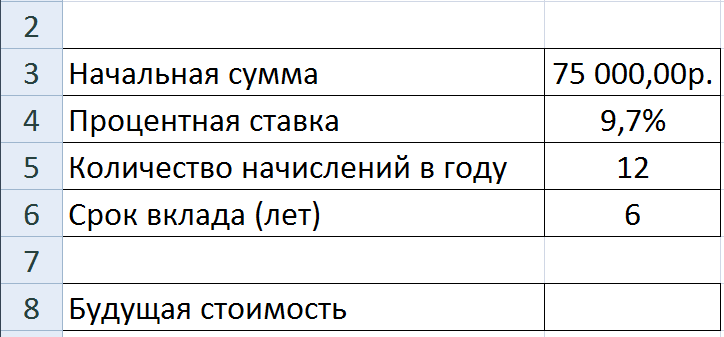 2
3 Начальная сумма 75 000,00р.
4 Процентная ставка 9,7%
5 Количество начислений в году 12
6 Срок вклада (лет) 6
7
8 Будущая стоимость